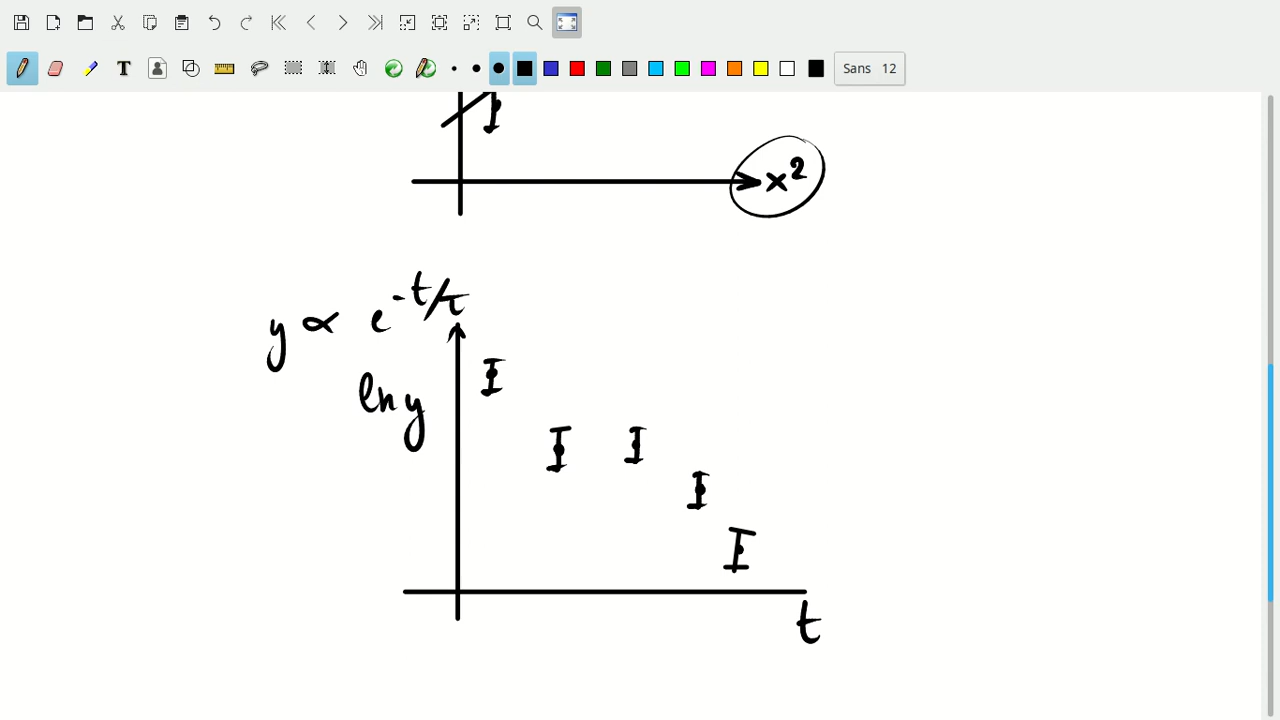 Sans 12
x²
y ∝ e^{-t/τ}
ln y
t